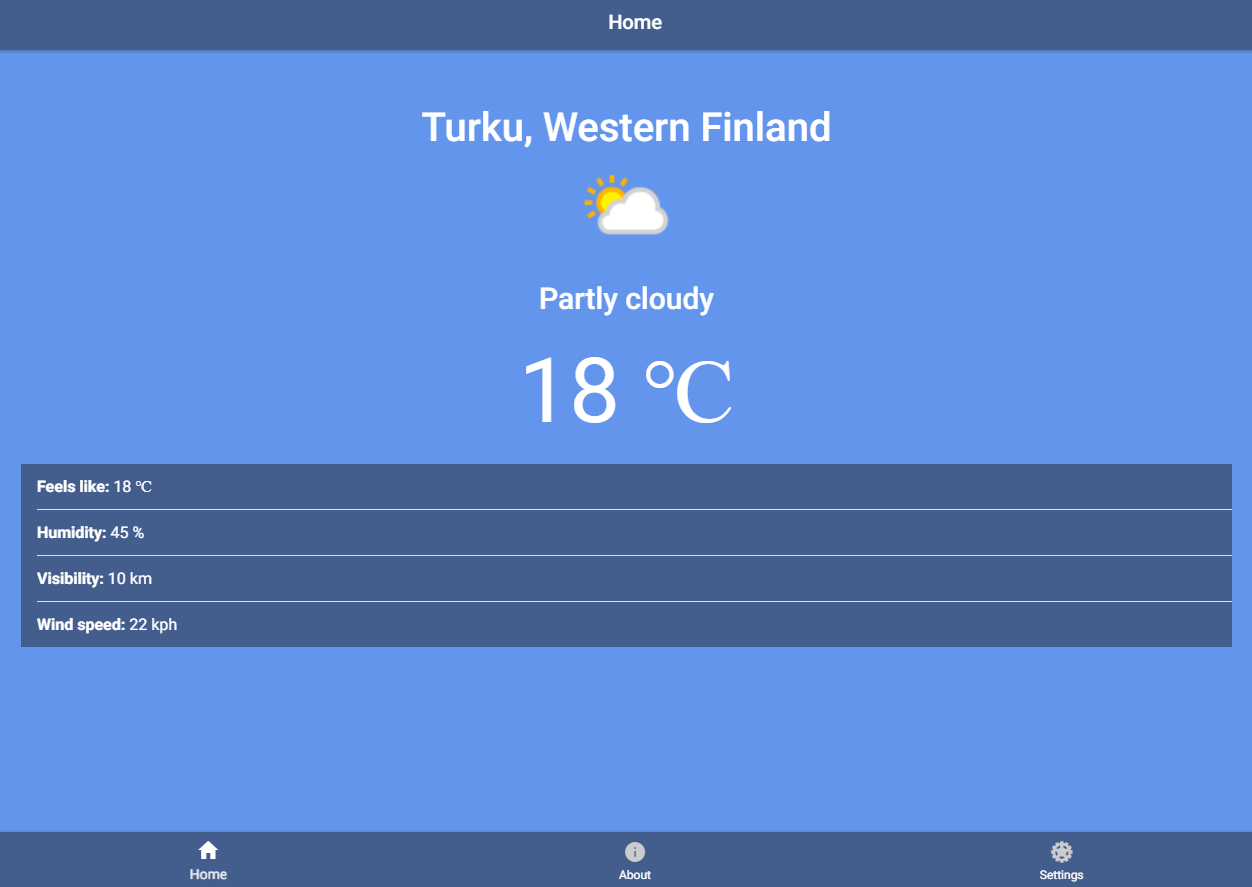 Home
Turku, Western Finland
Partly cloudy
18 ℃
Feels like: 18 ℃
Humidity: 45 %
Visibility: 10 km
Wind speed: 22 kph
Home
About
Settings